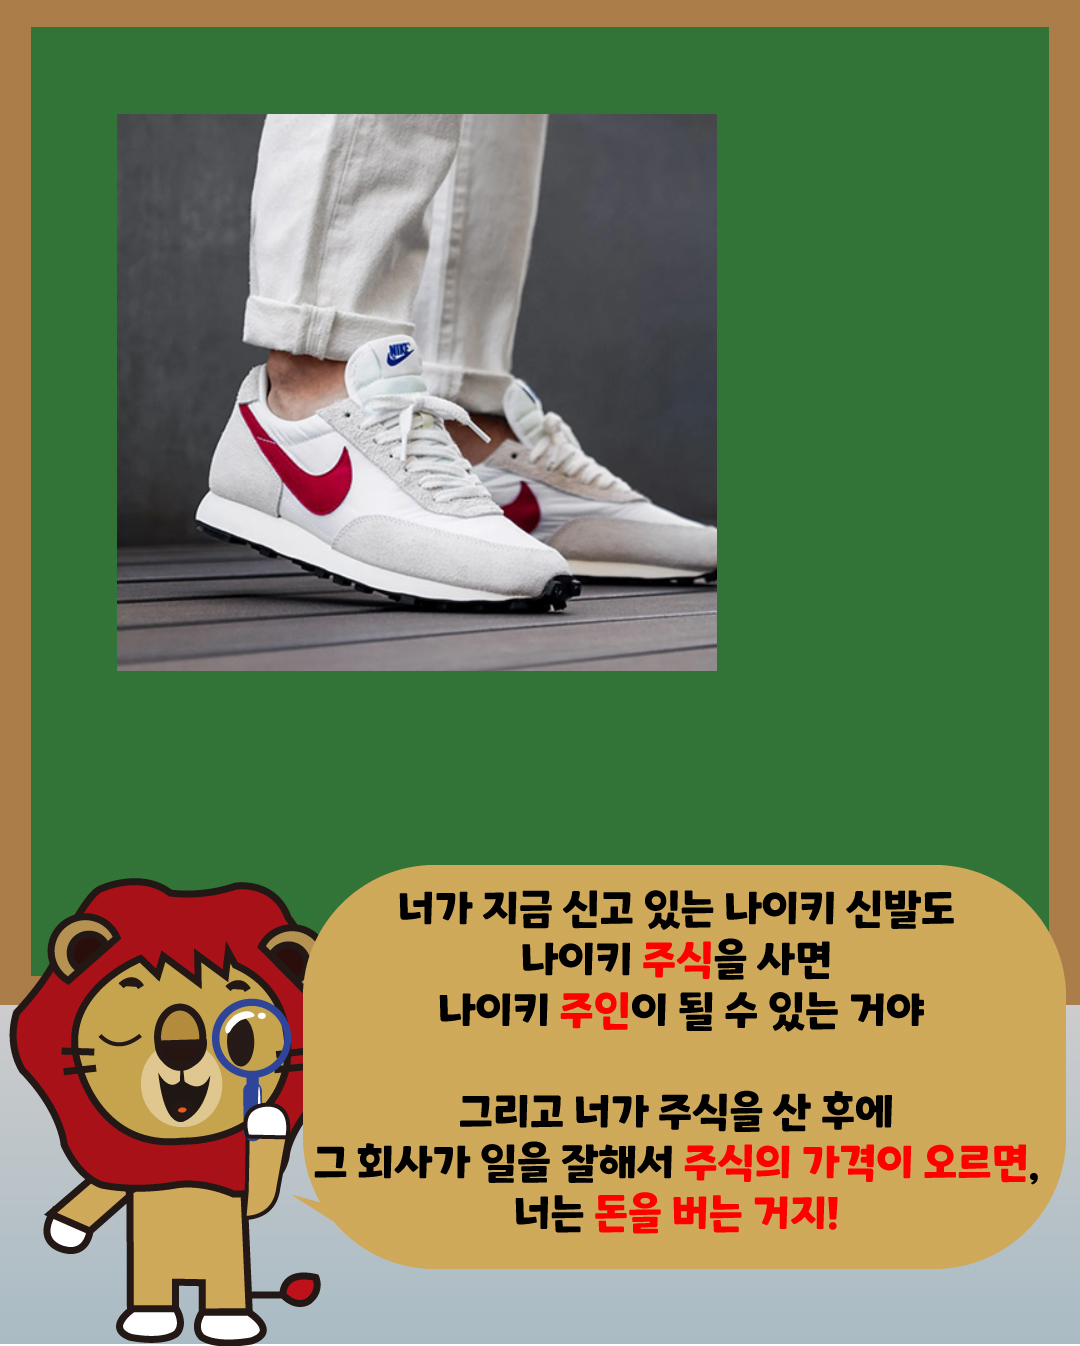 NIKE
너가 지금 신고 있는 나이키 신발도
나이키 주식을 사면
나이키 주인이 될 수 있는 거야
그리고 너가 주식을 산 후에
그 회사가 일을 잘해서 주식의 가격이 오르면,
너는 돈을 버는 거지!